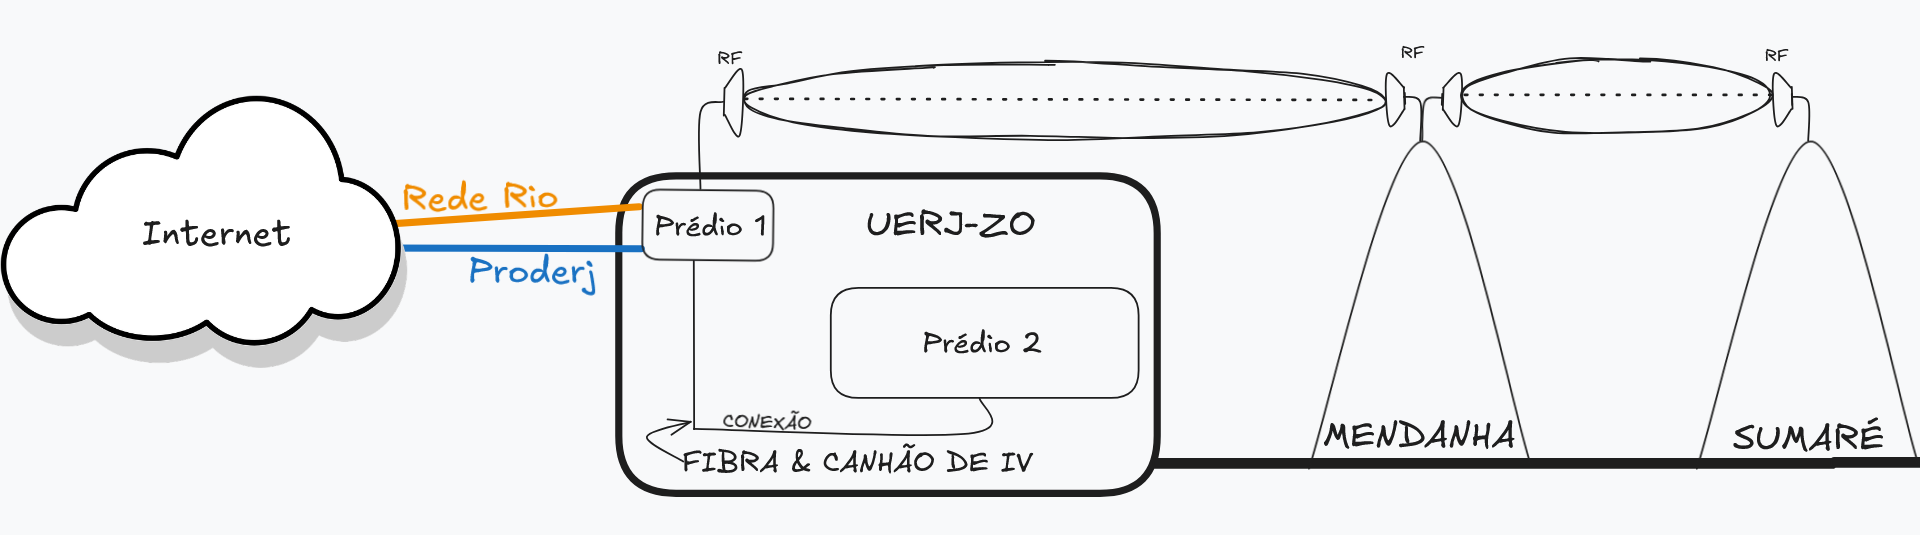 RF
RF
RF
Internet
Rede Rio
Proderj
Prédio 1
UERJ-ZO
Prédio 2
CONEXÃO
FIBRA & CANHÃO DE IV
MENDANHA
SUMARÉ